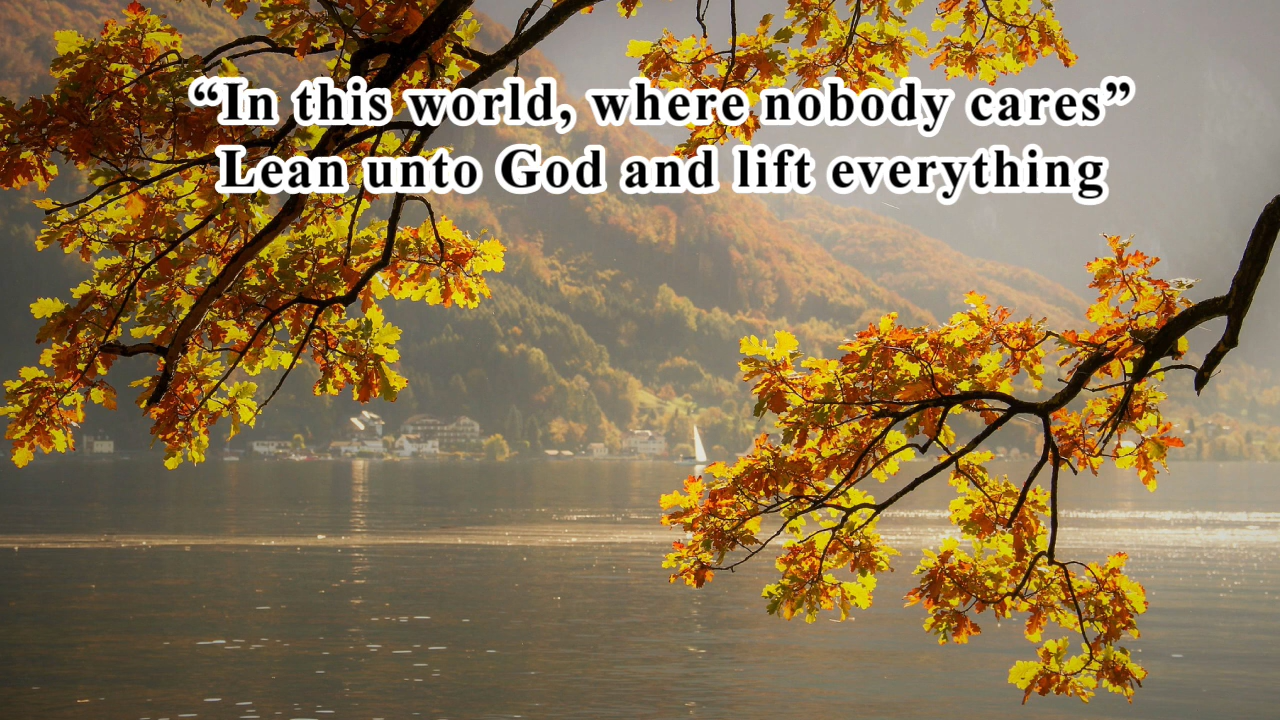 “In this world, where nobody cares”
Lean unto God and lift everything